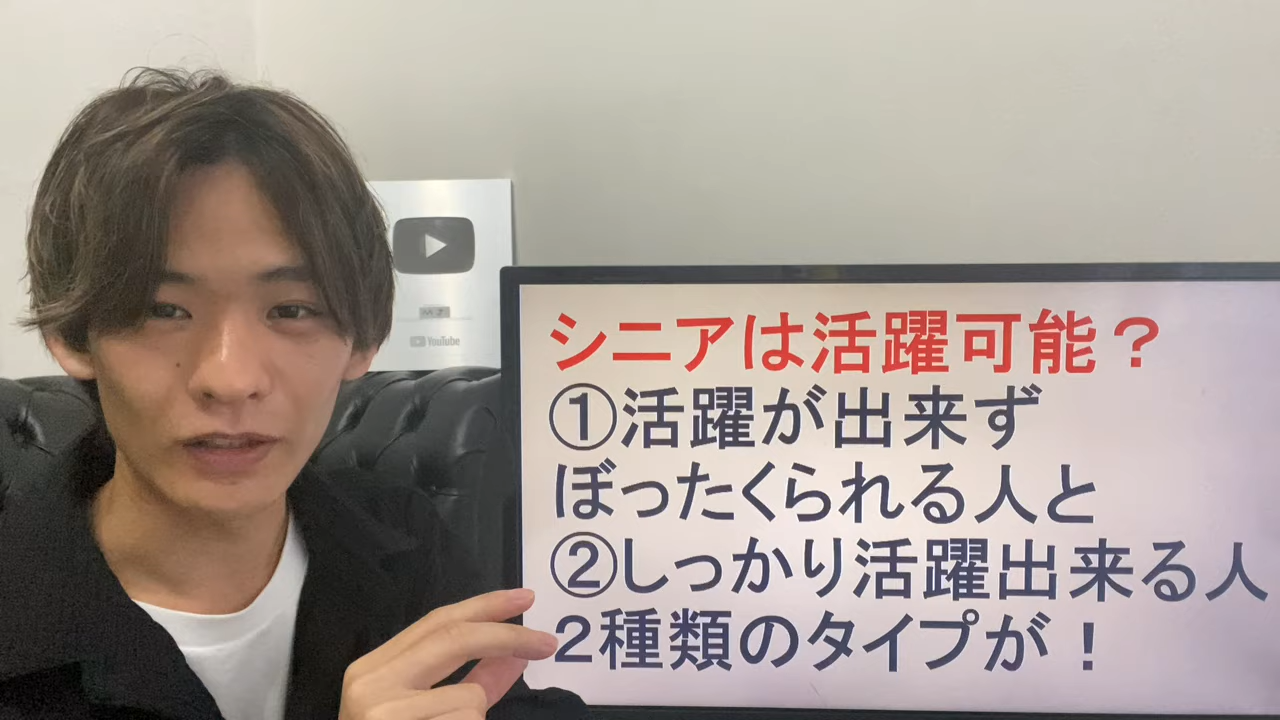 YouTube
シニアは活躍可能？
①活躍が出来ず
ぼったくられる人と
②しっかり活躍出来る人
２種類のタイプが！